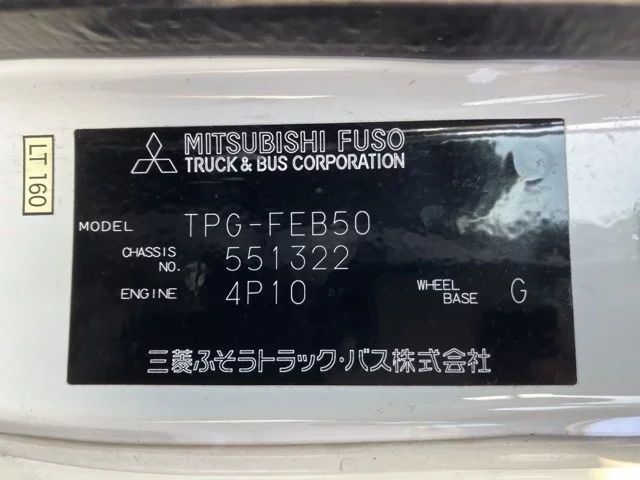 LT 160
MITSUBISHI FUSO
TRUCK & BUS CORPORATION
MODEL TPG-FEB50
CHASSIS NO. 551322
ENGINE 4P10 WHEEL BASE G
三菱ふそうトラック・バス株式会社